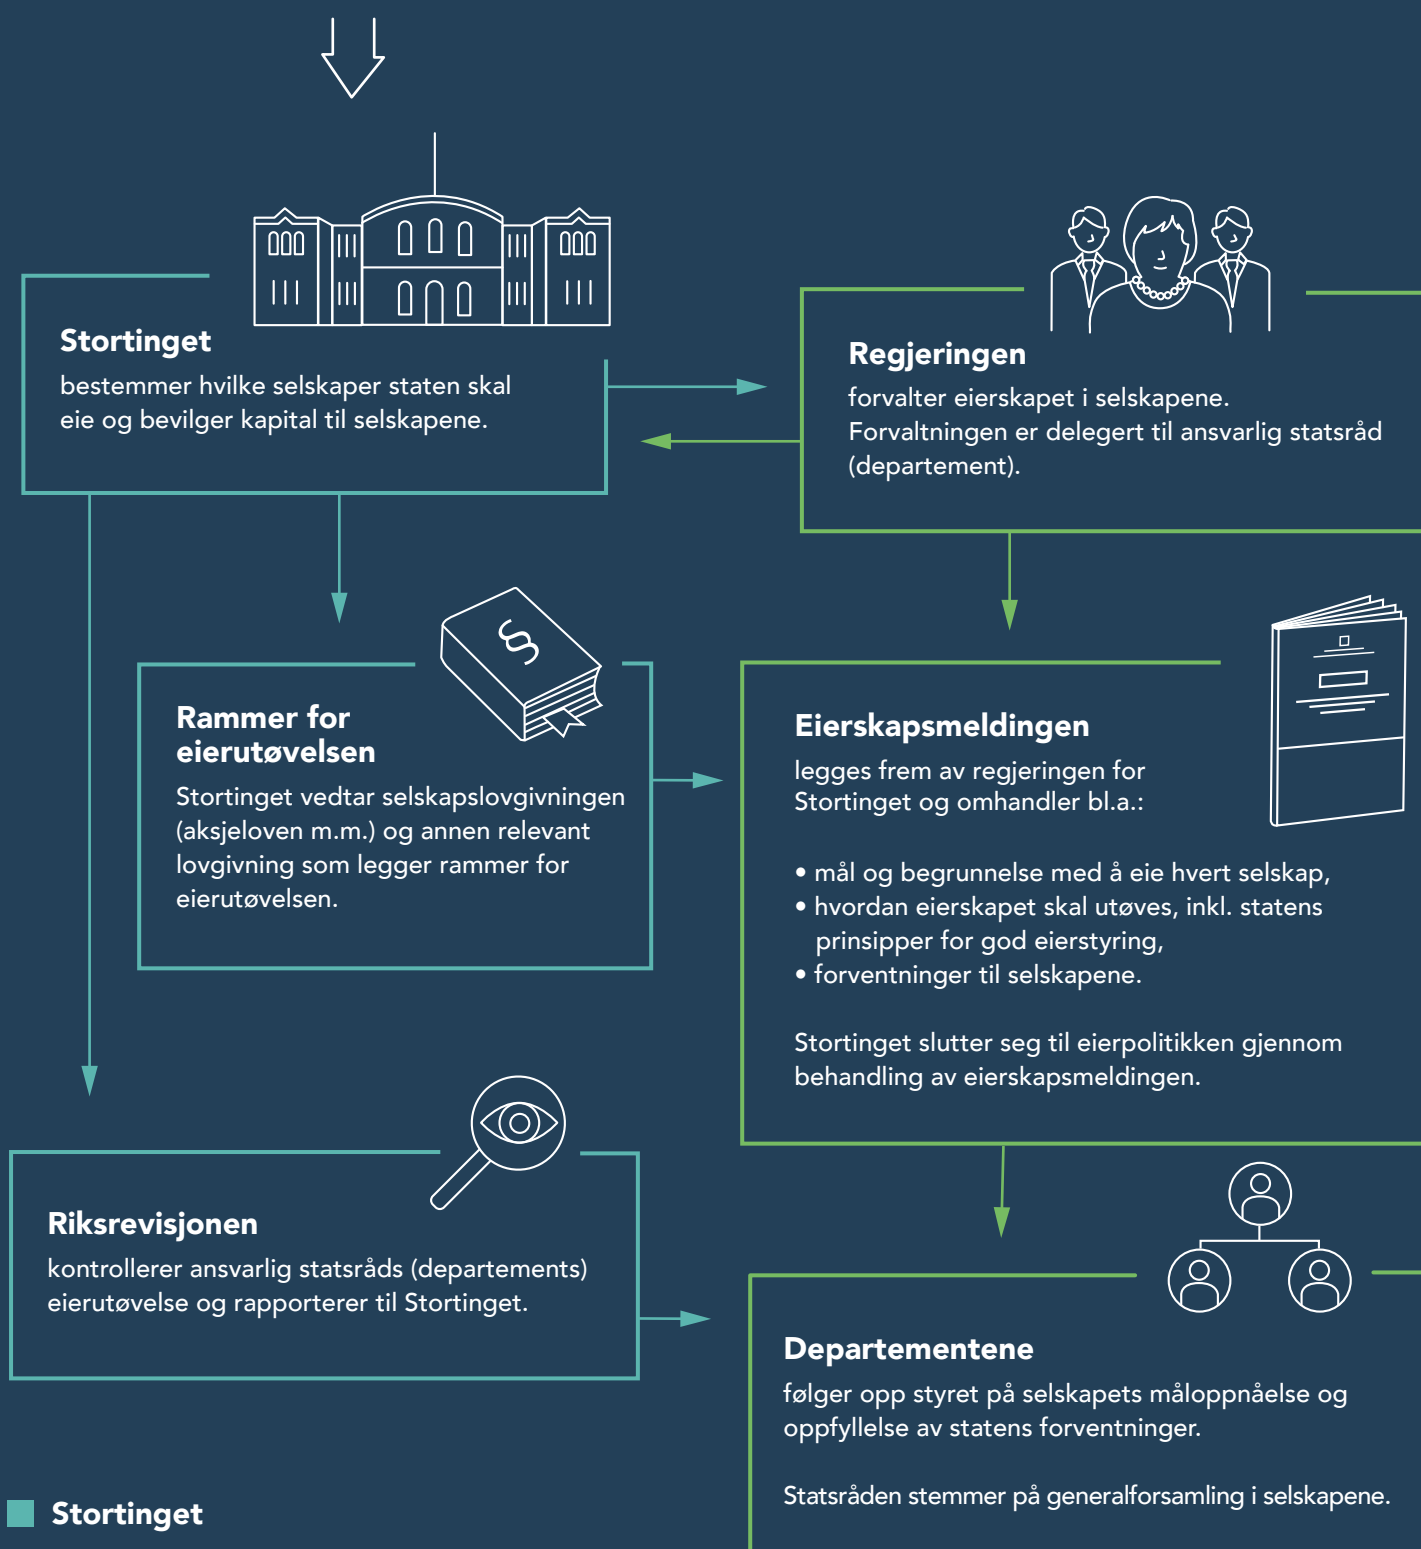 Stortinget
bestemmer hvilke selskaper staten skal
eie og bevilger kapital til selskapene.
Regjeringen
forvalter eierskapet i selskapene.
Forvaltningen er delegert til ansvarlig statsråd
(departement).
§
Rammer for
eierutøvelsen
Stortinget vedtar selskapslovgivningen
(aksjeloven m.m.) og annen relevant
lovgivning som legger rammer for
eierutøvelsen.
Eierskapsmeldingen
legges frem av regjeringen for
Stortinget og omhandler bl.a.:
• mål og begrunnelse med å eie hvert selskap,
• hvordan eierskapet skal utøves, inkl. statens
prinsipper for god eierstyring,
• forventninger til selskapene.
Stortinget slutter seg til eierpolitikken gjennom
behandling av eierskapsmeldingen.
Riksrevisjonen
kontrollerer ansvarlig statsråds (departements)
eierutøvelse og rapporterer til Stortinget.
Departementene
følger opp styret på selskapets måloppnåelse og
oppfyllelse av statens forventninger.
Statsråden stemmer på generalforsamling i selskapene.
Stortinget